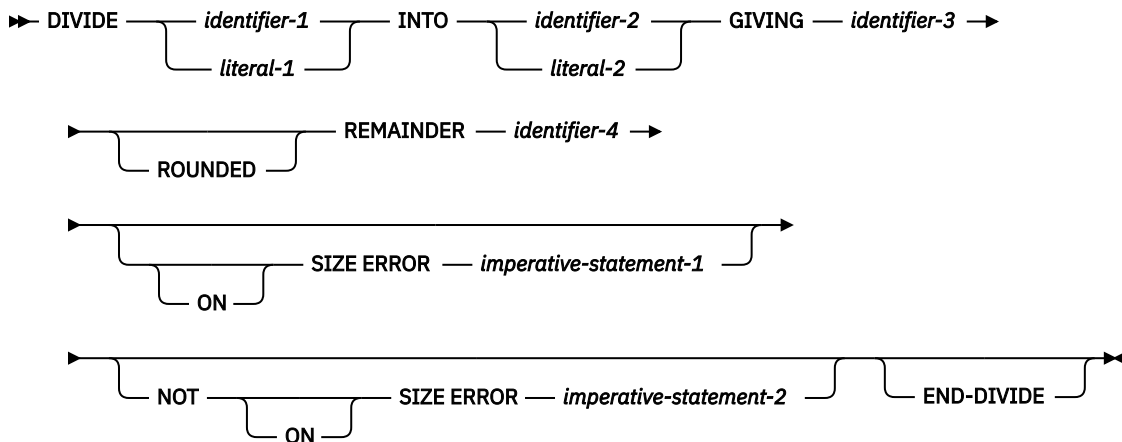 DIVIDE identifier-1 INTO identifier-2 GIVING identifier-3
literal-1 literal-2
REMAINDER identifier-4
ROUNDED
SIZE ERROR imperative-statement-1
ON
NOT SIZE ERROR imperative-statement-2 END-DIVIDE
ON